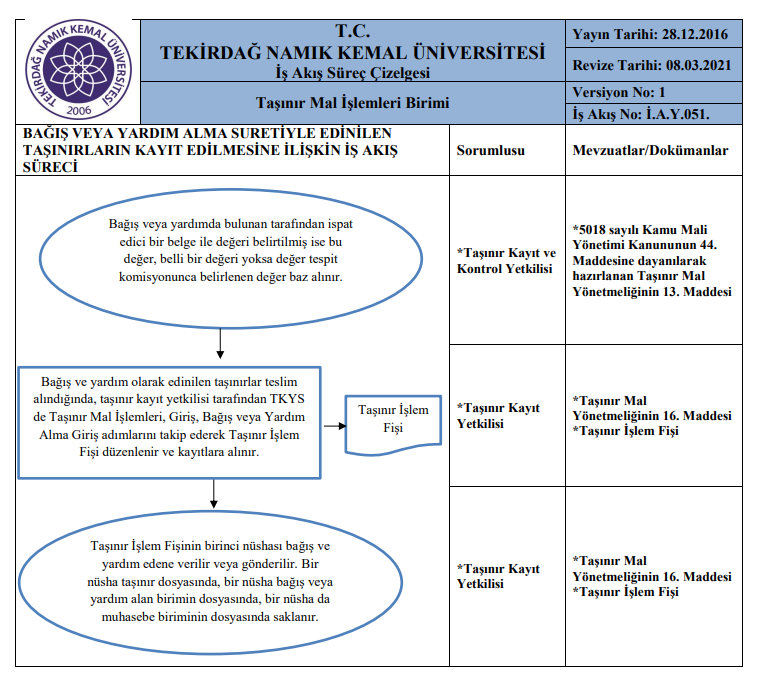 TEKİRDAĞ NAMIK KEMAL ÜNİVERSİTESİ
2006
T.C.
TEKİRDAĞ NAMIK KEMAL ÜNİVERSİTESİ
İş Akış Süreç Çizelgesi
Taşınır Mal İşlemleri Birimi
Yayın Tarihi: 28.12.2016
Revize Tarihi: 08.03.2021
Versiyon No: 1
İş Akış No: İ.A.Y.051.
BAĞIŞ VEYA YARDIM ALMA SURETİYLE EDİNİLEN
TAŞINIRLARIN KAYIT EDİLMESİNE İLİŞKİN İŞ AKIŞ
SÜRECİ
Sorumlusu
Mevzuatlar/Dokümanlar
Bağış veya yardımda bulunan tarafından ispat
edici bir belge ile değeri belirtilmiş ise bu
değer, belli bir değeri yoksa değer tespit
komisyonunca belirlenen değer baz alınır.
*Taşınır Kayıt ve
Kontrol Yetkilisi
*5018 sayılı Kamu Mali
Yönetimi Kanununun 44.
Maddesine dayanılarak
hazırlanan Taşınır Mal
Yönetmeliğinin 13. Maddesi
Bağış ve yardım olarak edinilen taşınırlar teslim
alındığında, taşınır kayıt yetkilisi tarafından TKYS
de Taşınır Mal İşlemleri, Giriş, Bağış veya Yardım
Alma Giriş adımlarını takip ederek Taşınır İşlem
Fişi düzenlenir ve kayıtlara alınır.
Taşınır İşlem
Fişi
*Taşınır Kayıt
Yetkilisi
*Taşınır Mal
Yönetmeliğinin 16. Maddesi
*Taşınır İşlem Fişi
Taşınır İşlem Fişinin birinci nüshası bağış ve
yardım edene verilir veya gönderilir. Bir
nüsha taşınır dosyasında, bir nüsha bağış veya
yardım alan birimin dosyasında, bir nüsha da
muhasebe biriminin dosyasında saklanır.
*Taşınır Kayıt
Yetkilisi
*Taşınır Mal
Yönetmeliğinin 16. Maddesi
*Taşınır İşlem Fişi